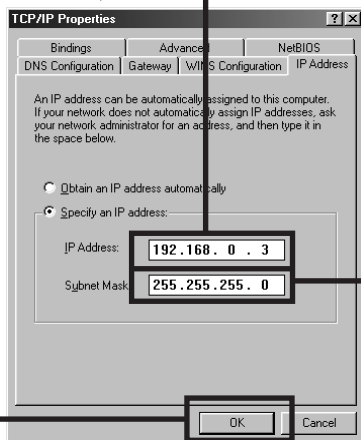 TCP/IP Properties
? X
Bindings Advanced NetBIOS
DNS Configuration Gateway WINS Configuration IP Address
An IP address can be automatically assigned to this computer.
If your network does not automatically assign IP addresses, ask
your network administrator for an address, and then type it in
the space below.
Obtain an IP address automatically
Specify an IP address:
IP Address: 192.168. 0 . 3
Subnet Mask 255.255.255. 0
OK Cancel